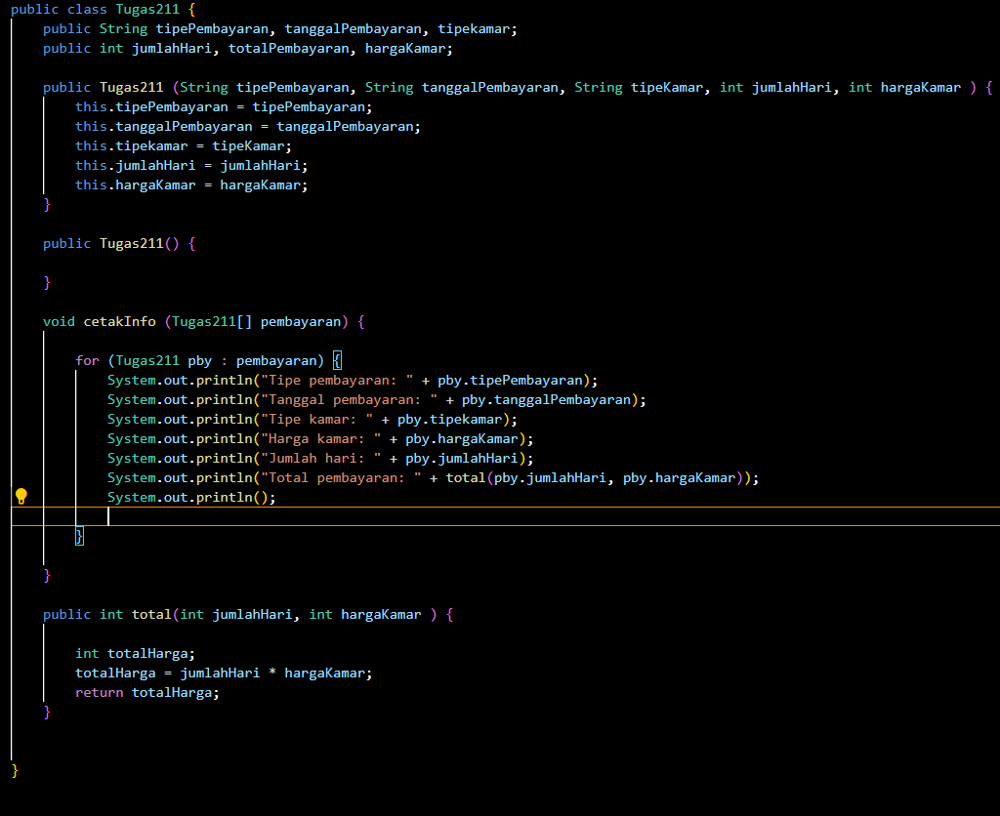 public class Tugas211 {
    public String tipePembayaran, tanggalPembayaran, tipekamar;
    public int jumlahHari, totalPembayaran, hargaKamar;

    public Tugas211 (String tipePembayaran, String tanggalPembayaran, String tipeKamar, int jumlahHari, int hargaKamar ) {
        this.tipePembayaran = tipePembayaran;
        this.tanggalPembayaran = tanggalPembayaran;
        this.tipekamar = tipeKamar;
        this.jumlahHari = jumlahHari;
        this.hargaKamar = hargaKamar;
    }

    public Tugas211() {

    }

    void cetakInfo (Tugas211[] pembayaran) {

        for (Tugas211 pby : pembayaran) {
            System.out.println("Tipe pembayaran: " + pby.tipePembayaran);
            System.out.println("Tanggal pembayaran: " + pby.tanggalPembayaran);
            System.out.println("Tipe kamar: " + pby.tipekamar);
            System.out.println("Harga kamar: " + pby.hargaKamar);
            System.out.println("Jumlah hari: " + pby.jumlahHari);
            System.out.println("Total pembayaran: " + total(pby.jumlahHari, pby.hargaKamar));
            System.out.println();

        }

    }

    public int total(int jumlahHari, int hargaKamar ) {

        int totalHarga;
        totalHarga = jumlahHari * hargaKamar;
        return totalHarga;
    }


}